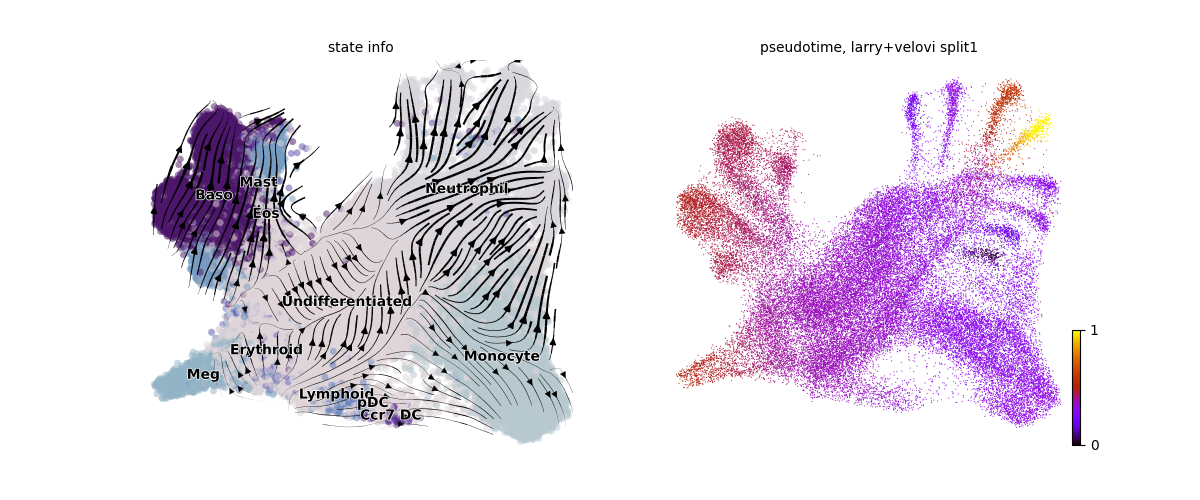 state info
pseudotime, larry+velovi split1
Mast
Baso
Neutrophil
Eos
Undifferentiated
Erythroid
Monocyte
Meg
Lymphoid
pDC
Ccr7 DC
1
0